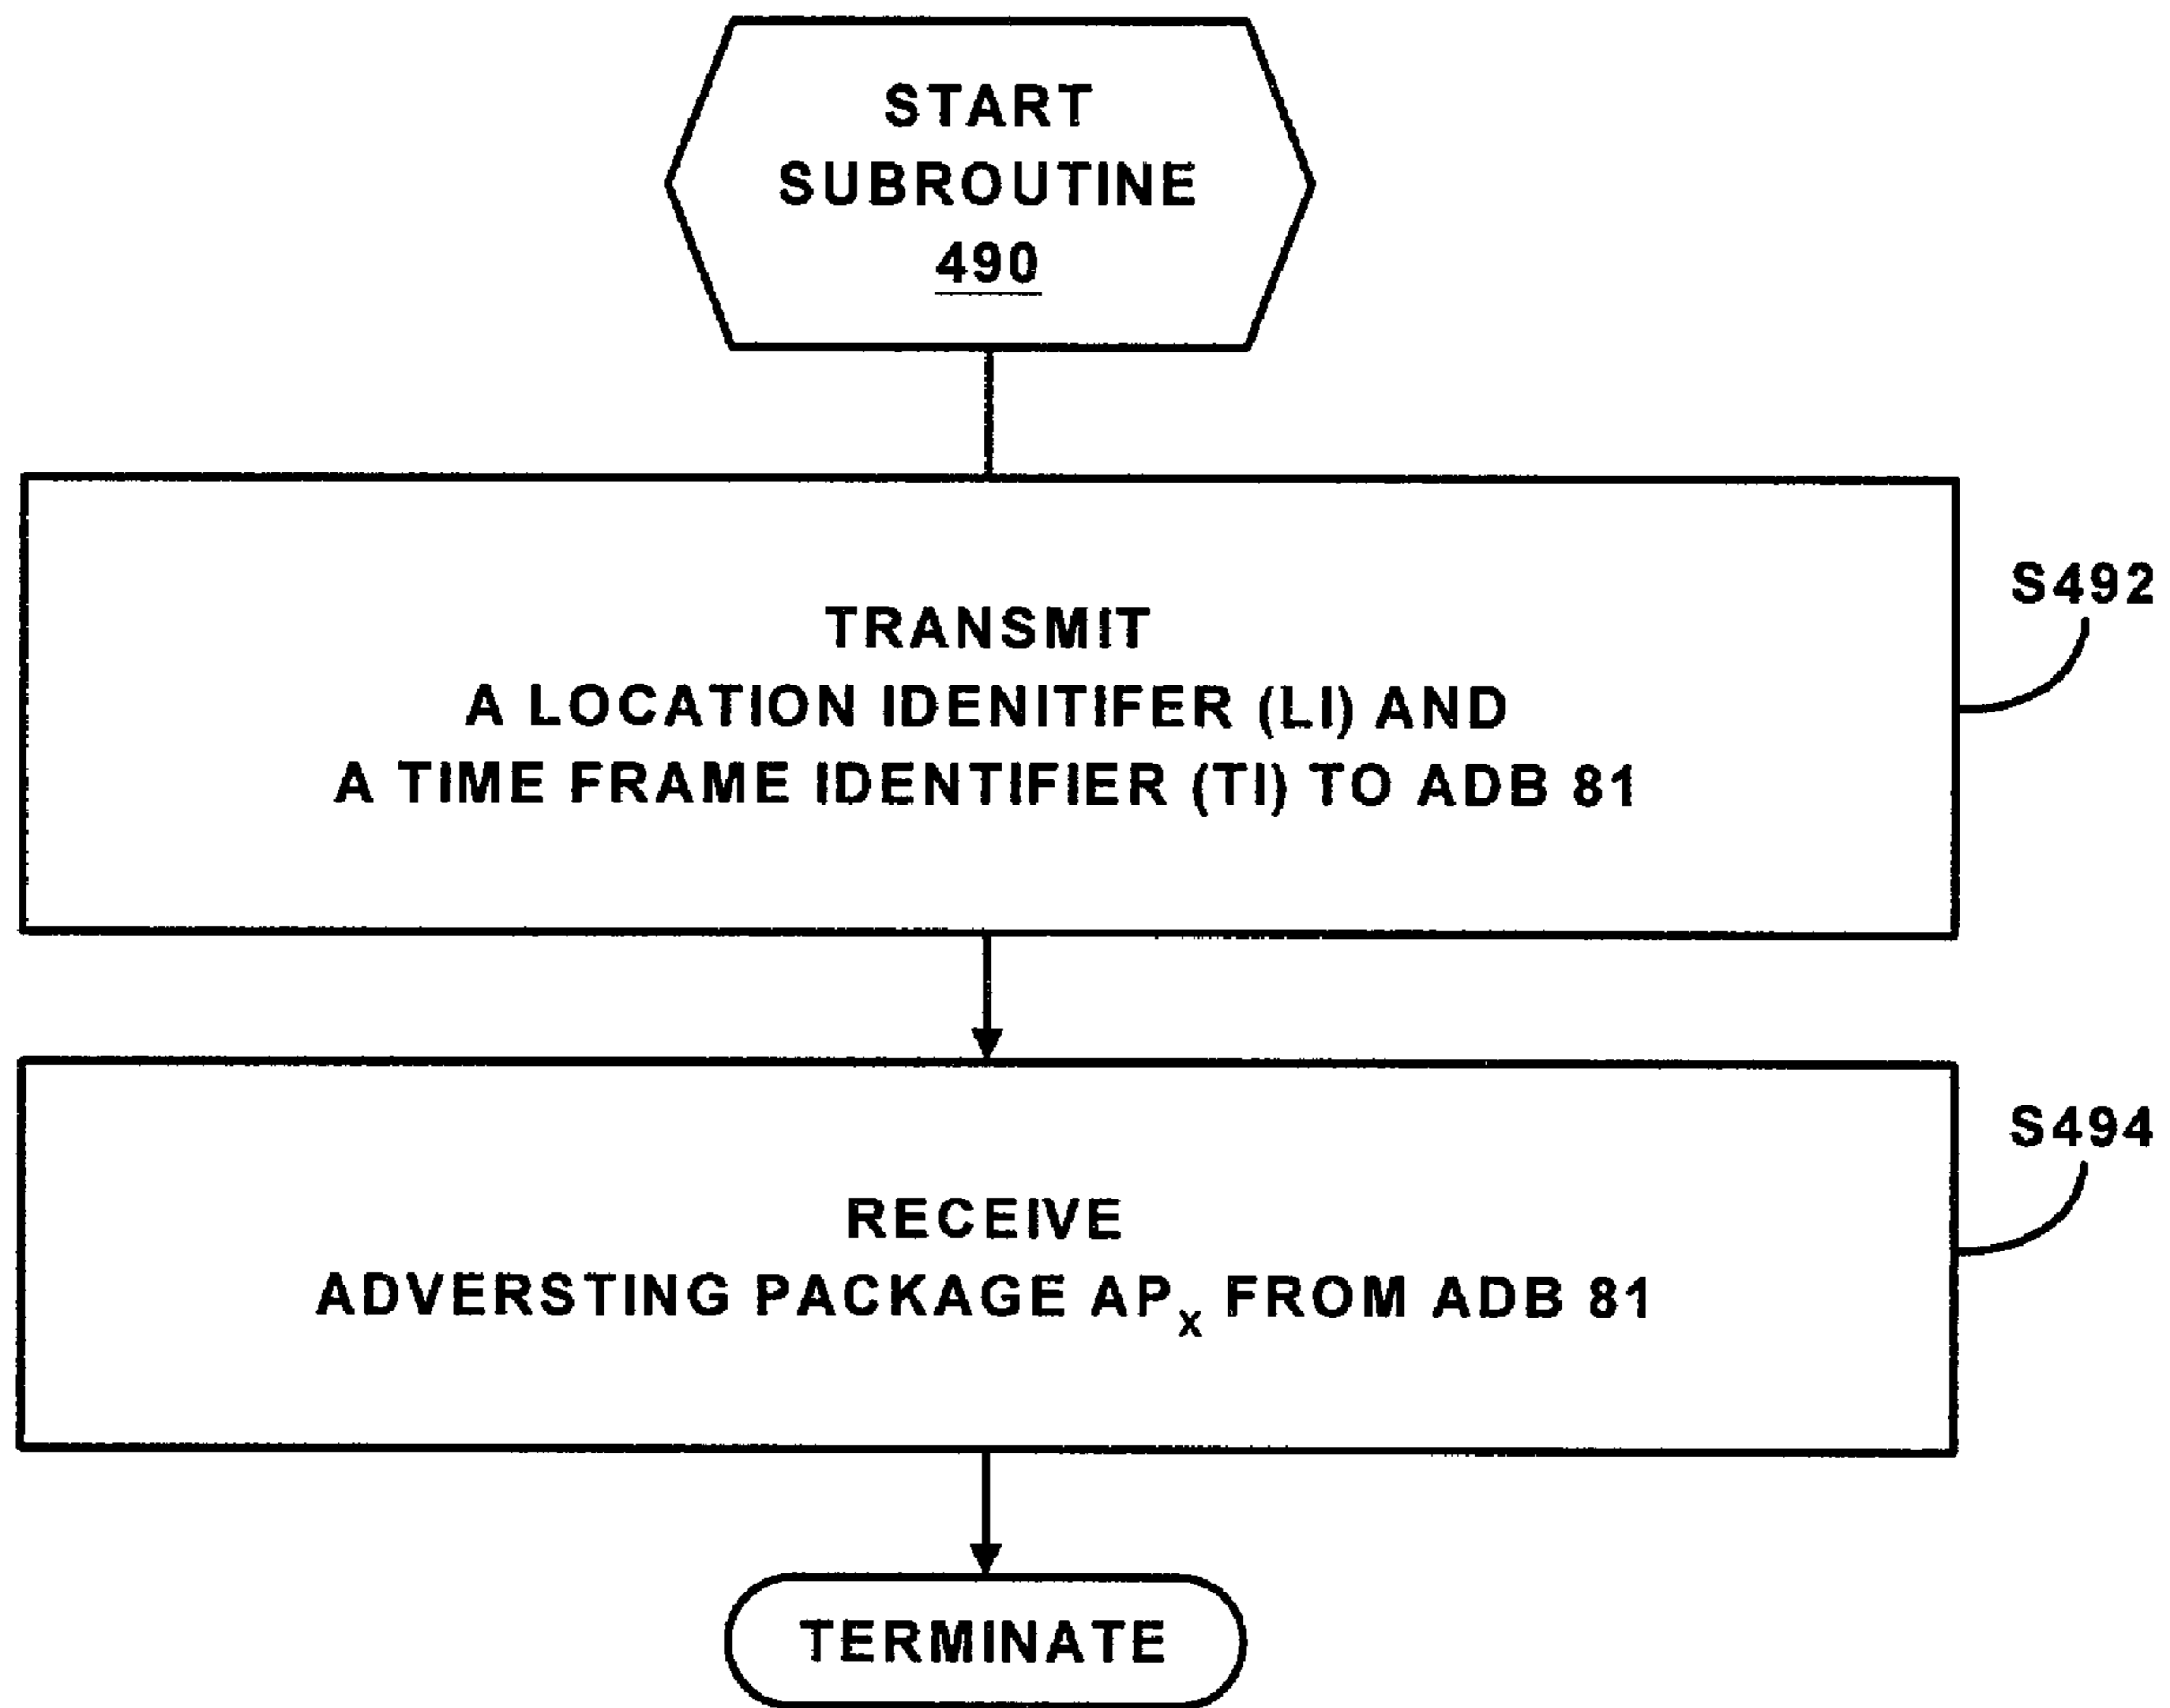 START
SUBROUTINE
490
TRANSMIT
A LOCATION IDENITIFER (LI) AND
A TIME FRAME IDENTIFIER (TI) TO ADB 81
S492
RECEIVE
ADVERSTING PACKAGE APₓ FROM ADB 81
S494
TERMINATE